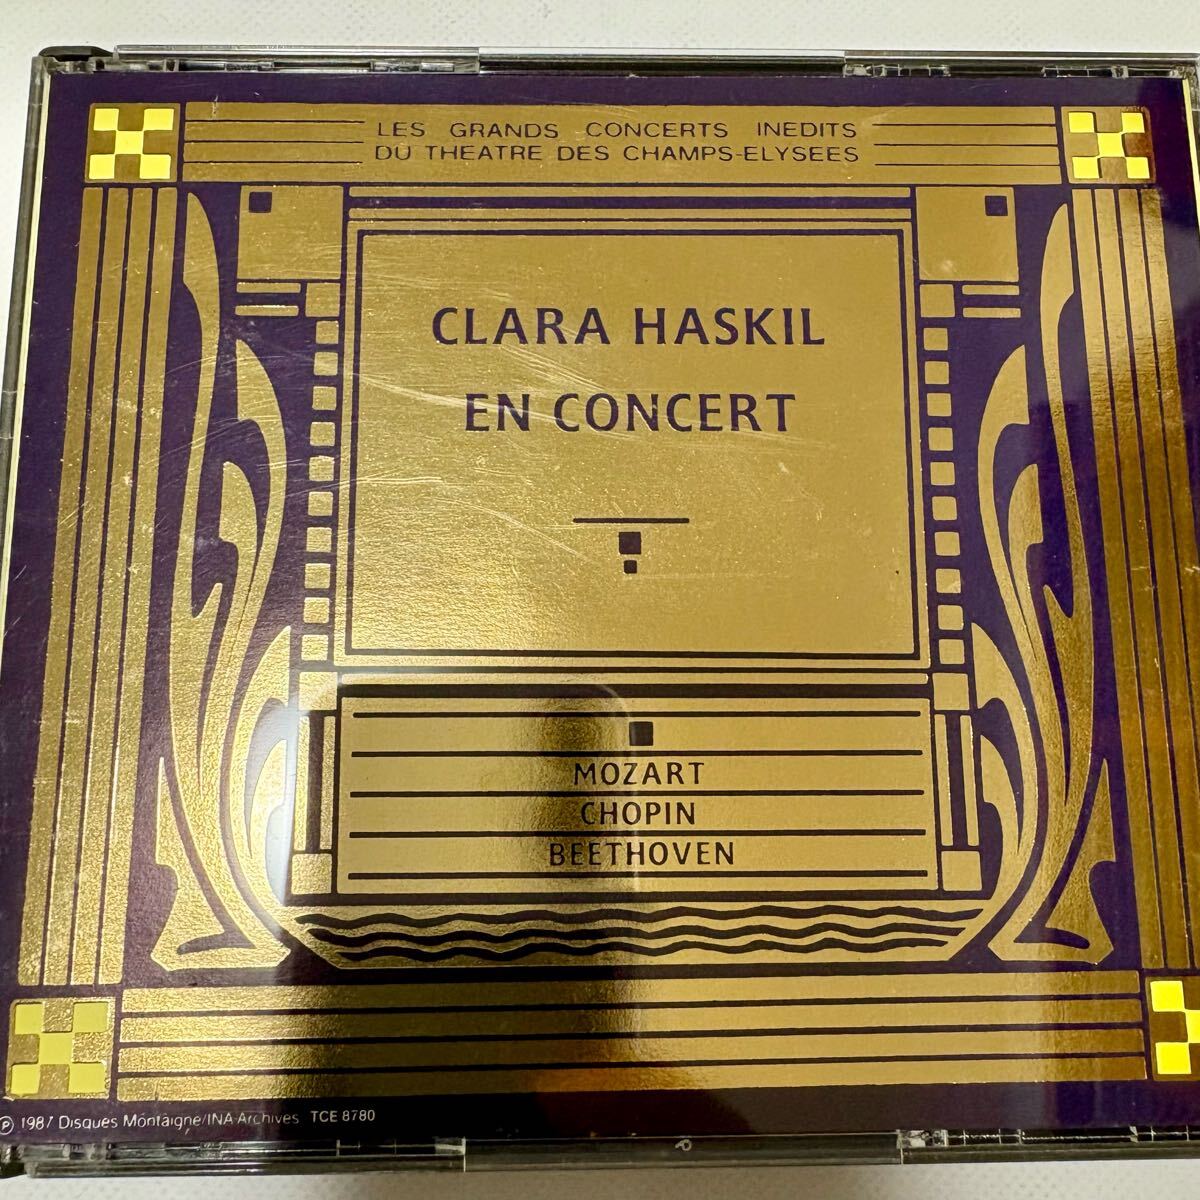 LES GRANDS CONCERTS INEDITS
DU THEATRE DES CHAMPS-ELYSEES
CLARA HASKIL
EN CONCERT
MOZART
CHOPIN
BEETHOVEN
℗ 1987 Disques Montaigne/INA Archives TCE 8780